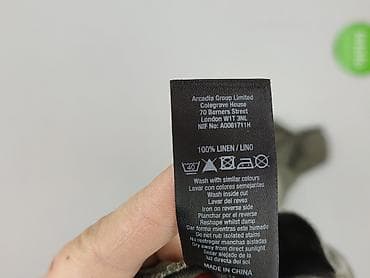 Arcadia Group Limited
Colegrave House
70 Berners Street
London W1T 3NL
NIF No: A0061711H
100% LINEN / LINO
40
Wash with similar colours
Lavar con colores semejantes
Wash inside out
Lavar del reves
Iron on reverse side
Planchar por el revers
Reshape whilst damp
Dar forma mientras este humedo
Do not rub isolated stains
No restregar manchas aisladas
Dry away from direct sunlight
Secar alejado de la luz directa
del sol
MADE IN CHINA